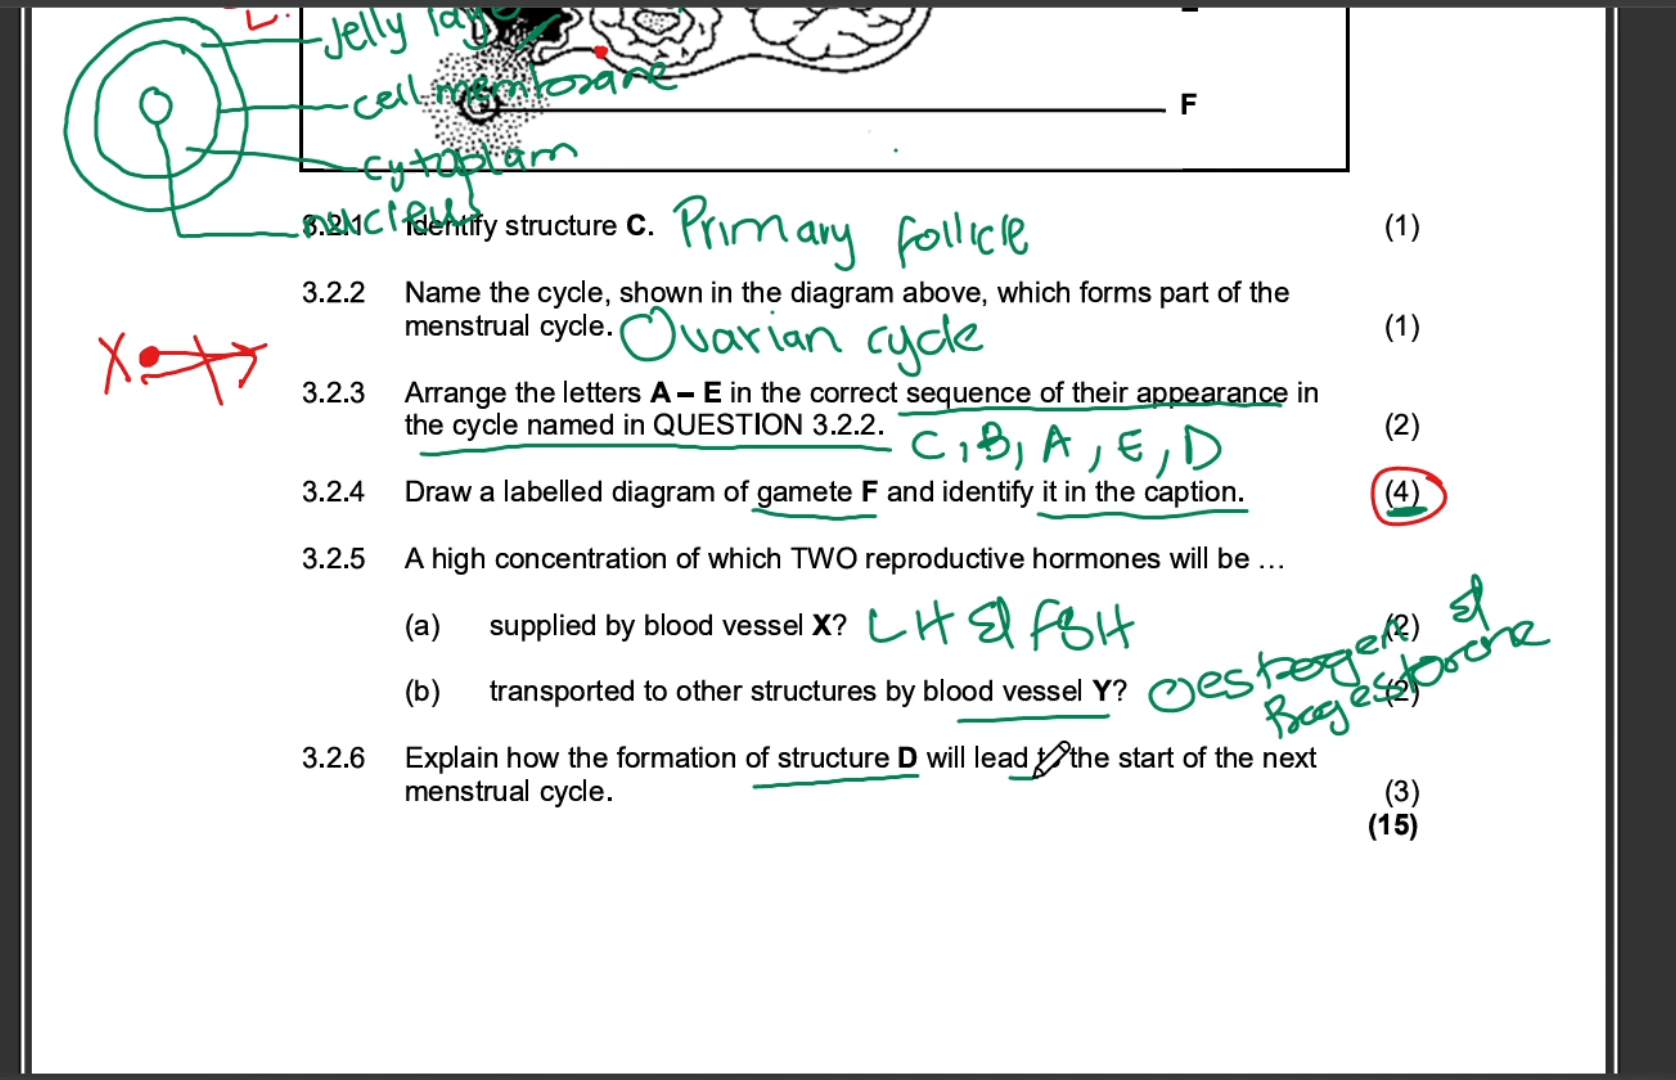 Jelly lay
cell membrane
F
cytoplam
nucleus
3.2.1 Identify structure C. Primary follicle (1)
3.2.2 Name the cycle, shown in the diagram above, which forms part of the
menstrual cycle. Ovarian cycle (1)
3.2.3 Arrange the letters A – E in the correct sequence of their appearance in
the cycle named in QUESTION 3.2.2. C, B, A, E, D (2)
3.2.4 Draw a labelled diagram of gamete F and identify it in the caption. (4)
3.2.5 A high concentration of which TWO reproductive hormones will be …
(a) supplied by blood vessel X? LH & FSH (2)
(b) transported to other structures by blood vessel Y? Oestrogen & (2)
Progestorone
3.2.6 Explain how the formation of structure D will lead the start of the next
menstrual cycle. (3)
(15)